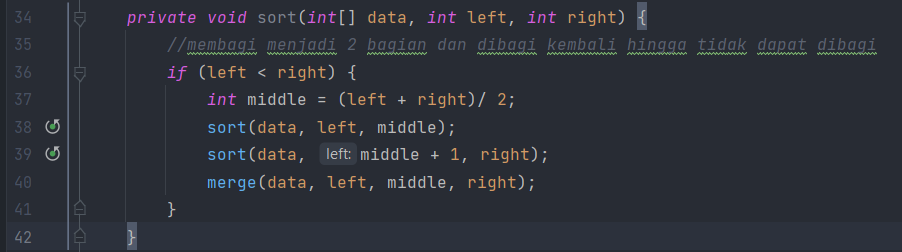 34 private void sort(int[] data, int left, int right) {
35 //membagi menjadi 2 bagian dan dibagi kembali hingga tidak dapat dibagi
36 if (left < right) {
37 int middle = (left + right)/ 2;
38 sort(data, left, middle);
39 sort(data, left: middle + 1, right);
40 merge(data, left, middle, right);
41 }
42 }